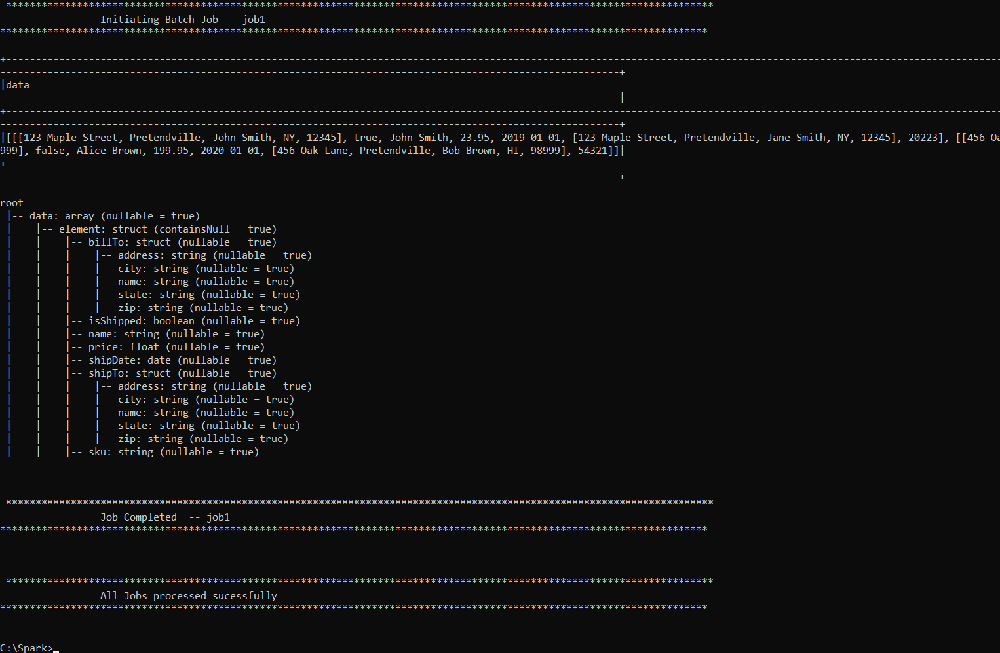 ************************************************************************************************************************
Initiating Batch Job -- job1
************************************************************************************************************************
+------------------------------------------------------------------------------------------------------------------------------------------------------------------------
---------------------------------------------------------------------------------------------------------+
|data
|
+------------------------------------------------------------------------------------------------------------------------------------------------------------------------
---------------------------------------------------------------------------------------------------------+
|[[[123 Maple Street, Pretendville, John Smith, NY, 12345], true, John Smith, 23.95, 2019-01-01, [123 Maple Street, Pretendville, Jane Smith, NY, 12345], 20223], [[456 Oa
999], false, Alice Brown, 199.95, 2020-01-01, [456 Oak Lane, Pretendville, Bob Brown, HI, 98999], 54321]]|
+------------------------------------------------------------------------------------------------------------------------------------------------------------------------
---------------------------------------------------------------------------------------------------------+
root
 |-- data: array (nullable = true)
 |    |-- element: struct (containsNull = true)
 |    |    |-- billTo: struct (nullable = true)
 |    |    |    |-- address: string (nullable = true)
 |    |    |    |-- city: string (nullable = true)
 |    |    |    |-- name: string (nullable = true)
 |    |    |    |-- state: string (nullable = true)
 |    |    |    |-- zip: string (nullable = true)
 |    |    |-- isShipped: boolean (nullable = true)
 |    |    |-- name: string (nullable = true)
 |    |    |-- price: float (nullable = true)
 |    |    |-- shipDate: date (nullable = true)
 |    |    |-- shipTo: struct (nullable = true)
 |    |    |    |-- address: string (nullable = true)
 |    |    |    |-- city: string (nullable = true)
 |    |    |    |-- name: string (nullable = true)
 |    |    |    |-- state: string (nullable = true)
 |    |    |    |-- zip: string (nullable = true)
 |    |    |-- sku: string (nullable = true)
************************************************************************************************************************
Job Completed  -- job1
************************************************************************************************************************
************************************************************************************************************************
All Jobs processed sucessfully
************************************************************************************************************************
C:\Spark>